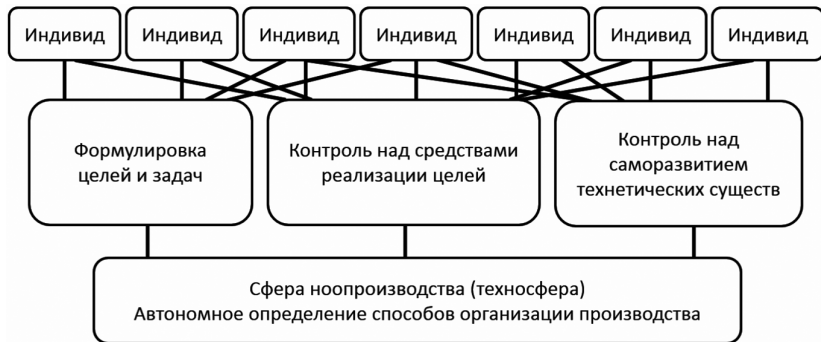 Индивид Индивид Индивид Индивид Индивид Индивид Индивид
Формулировка
целей и задач
Контроль над средствами
реализации целей
Контроль над
саморазвитием
технетических существ
Сфера ноопроизводства (техносфера)
Автономное определение способов организации производства